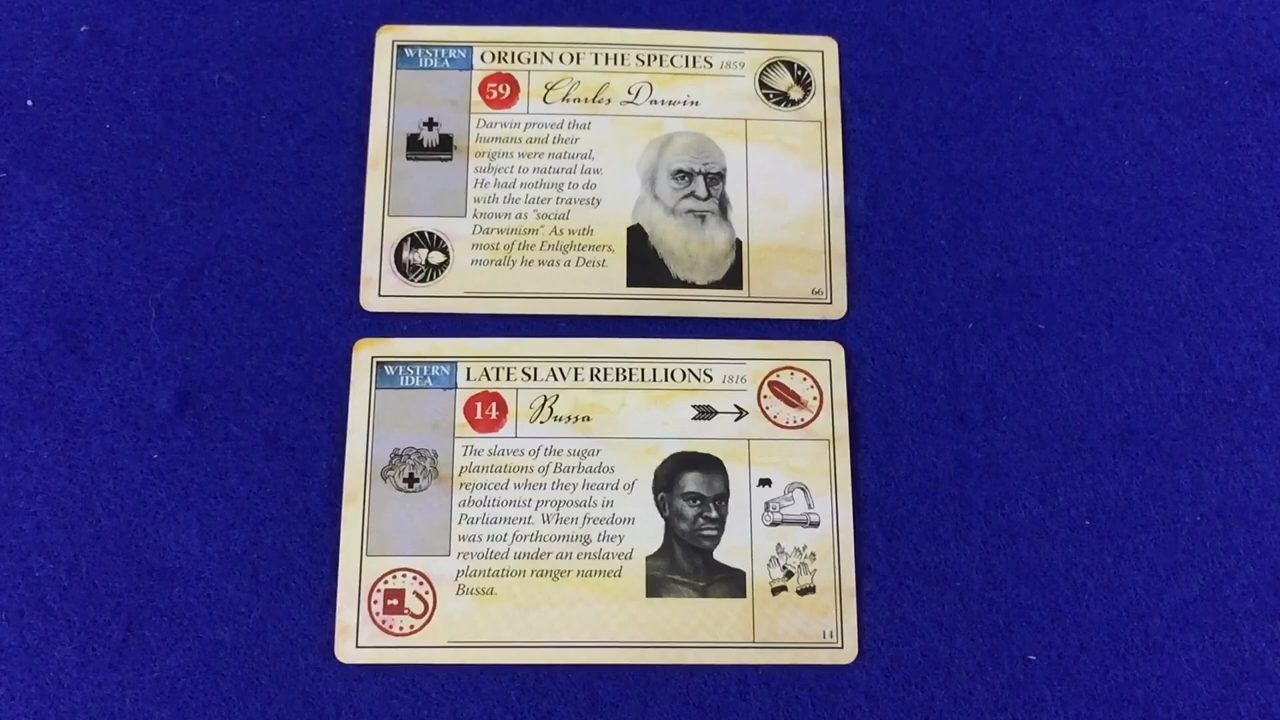 WESTERN IDEA
ORIGIN OF THE SPECIES 1859
59
Charles Darwin
Darwin proved that
humans and their
origins were natural,
subject to natural law.
He had nothing to do
with the later travesty
known as "social
Darwinism". As with
most of the Enlighteners,
morally he was a Deist.
66
WESTERN IDEA
LATE SLAVE REBELLIONS 1816
14
Bussa
The slaves of the sugar
plantations of Barbados
rejoiced when they heard of
abolitionist proposals in
Parliament. When freedom
was not forthcoming, they
revolted under an enslaved
plantation ranger named
Bussa.
14